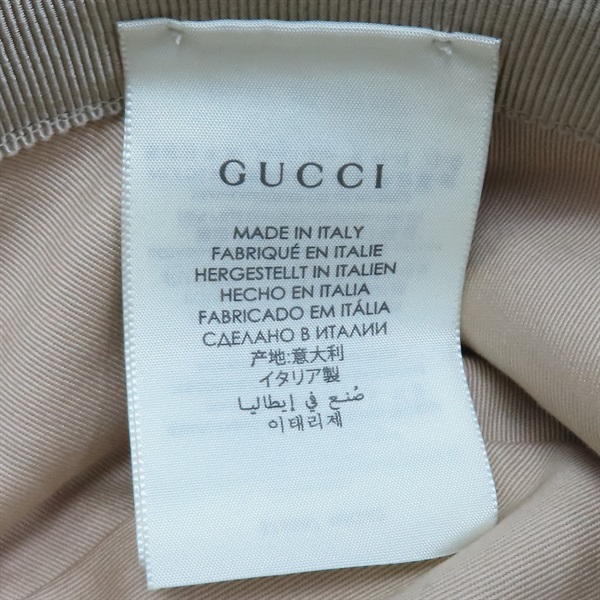 GUCCI
MADE IN ITALY
FABRIQUÉ EN ITALIE
HERGESTELLT IN ITALIEN
HECHO EN ITALIA
FABRICADO EM ITÁLIA
СДЕЛАНО В ИТАЛИИ
产地:意大利
イタリア製
صُنع في إيطاليا
이태리제